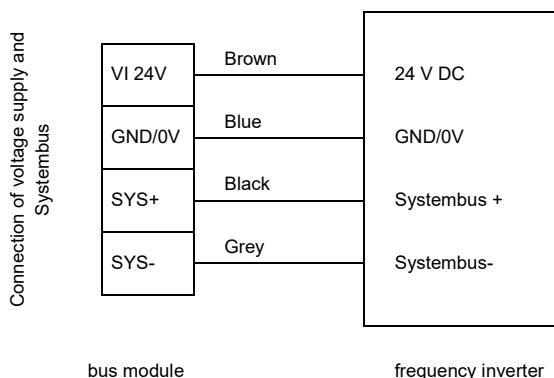 Connection of voltage supply and
Systembus
VI 24V
Brown
24 V DC
GND/0V
Blue
GND/0V
SYS+
Black
Systembus +
SYS-
Grey
Systembus-
bus module
frequency inverter